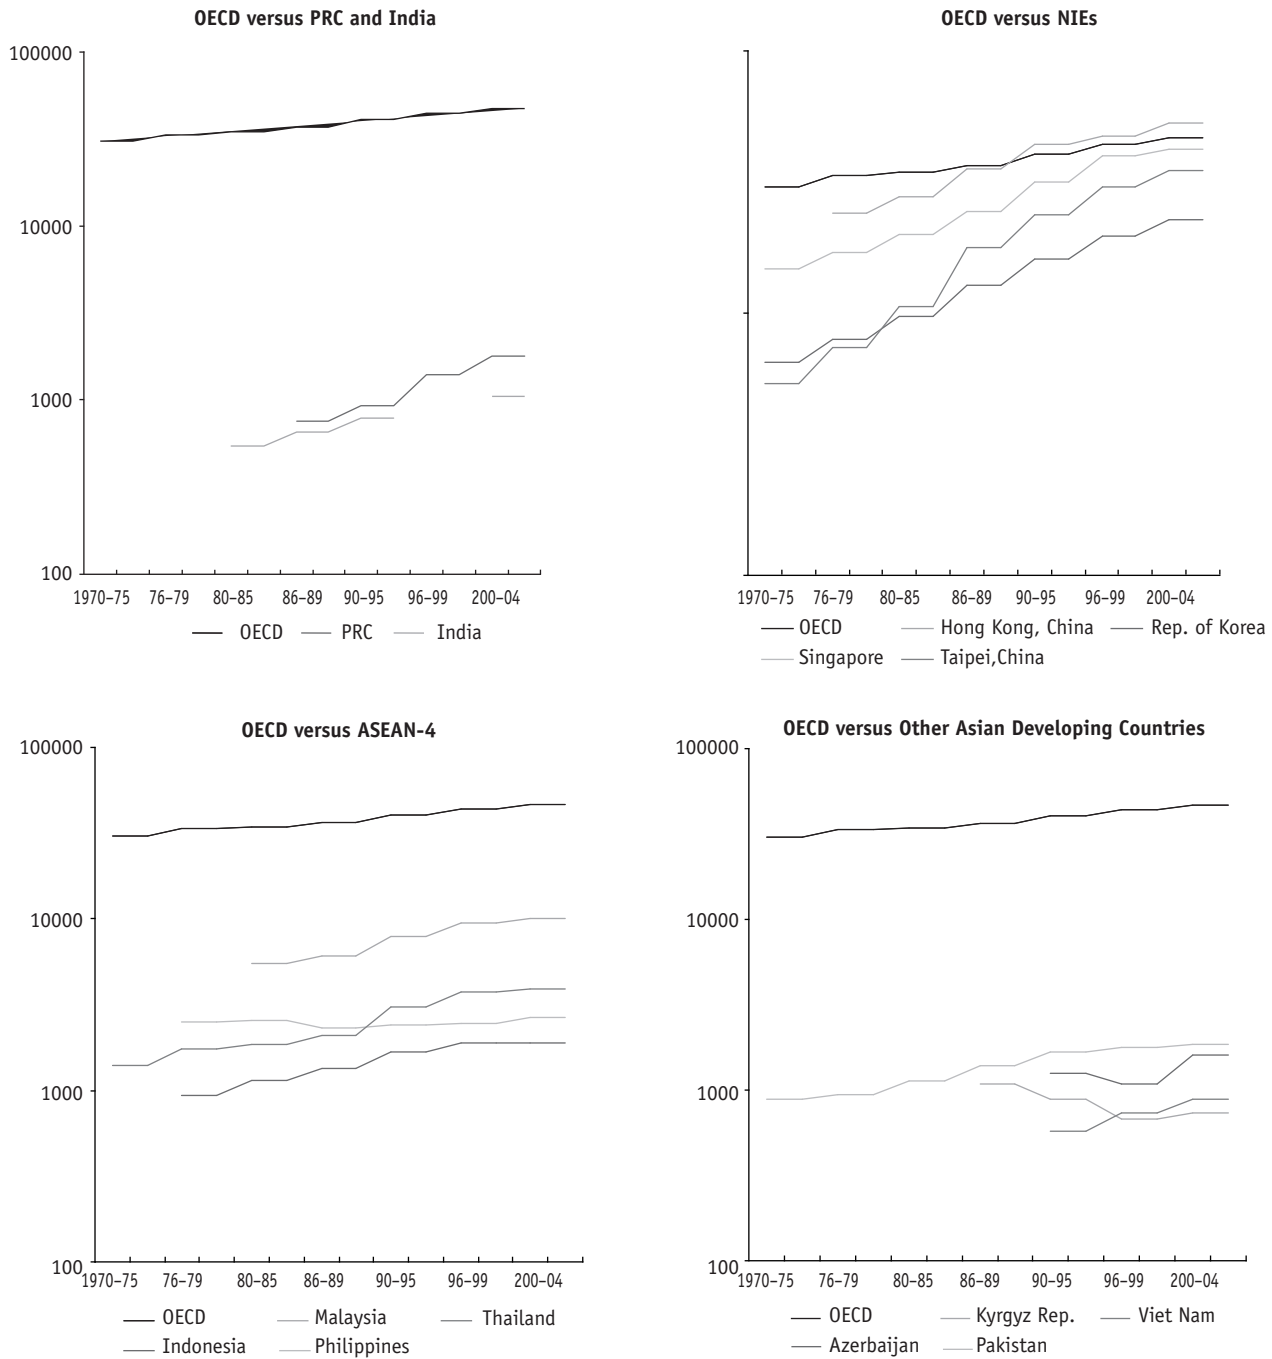 OECD versus PRC and India
100000
10000
1000
100
1970–75 76–79 80–85 86–89 90–95 96–99 200–04
OECD PRC India
OECD versus NIEs
1970–75 76–79 80–85 86–89 90–95 96–99 200–04
OECD Hong Kong, China Rep. of Korea
Singapore Taipei,China
OECD versus ASEAN-4
100000
10000
1000
100
1970–75 76–79 80–85 86–89 90–95 96–99 200–04
OECD Malaysia Thailand
Indonesia Philippines
OECD versus Other Asian Developing Countries
100000
10000
1000
100
1970–75 76–79 80–85 86–89 90–95 96–99 200–04
OECD Kyrgyz Rep. Viet Nam
Azerbaijan Pakistan